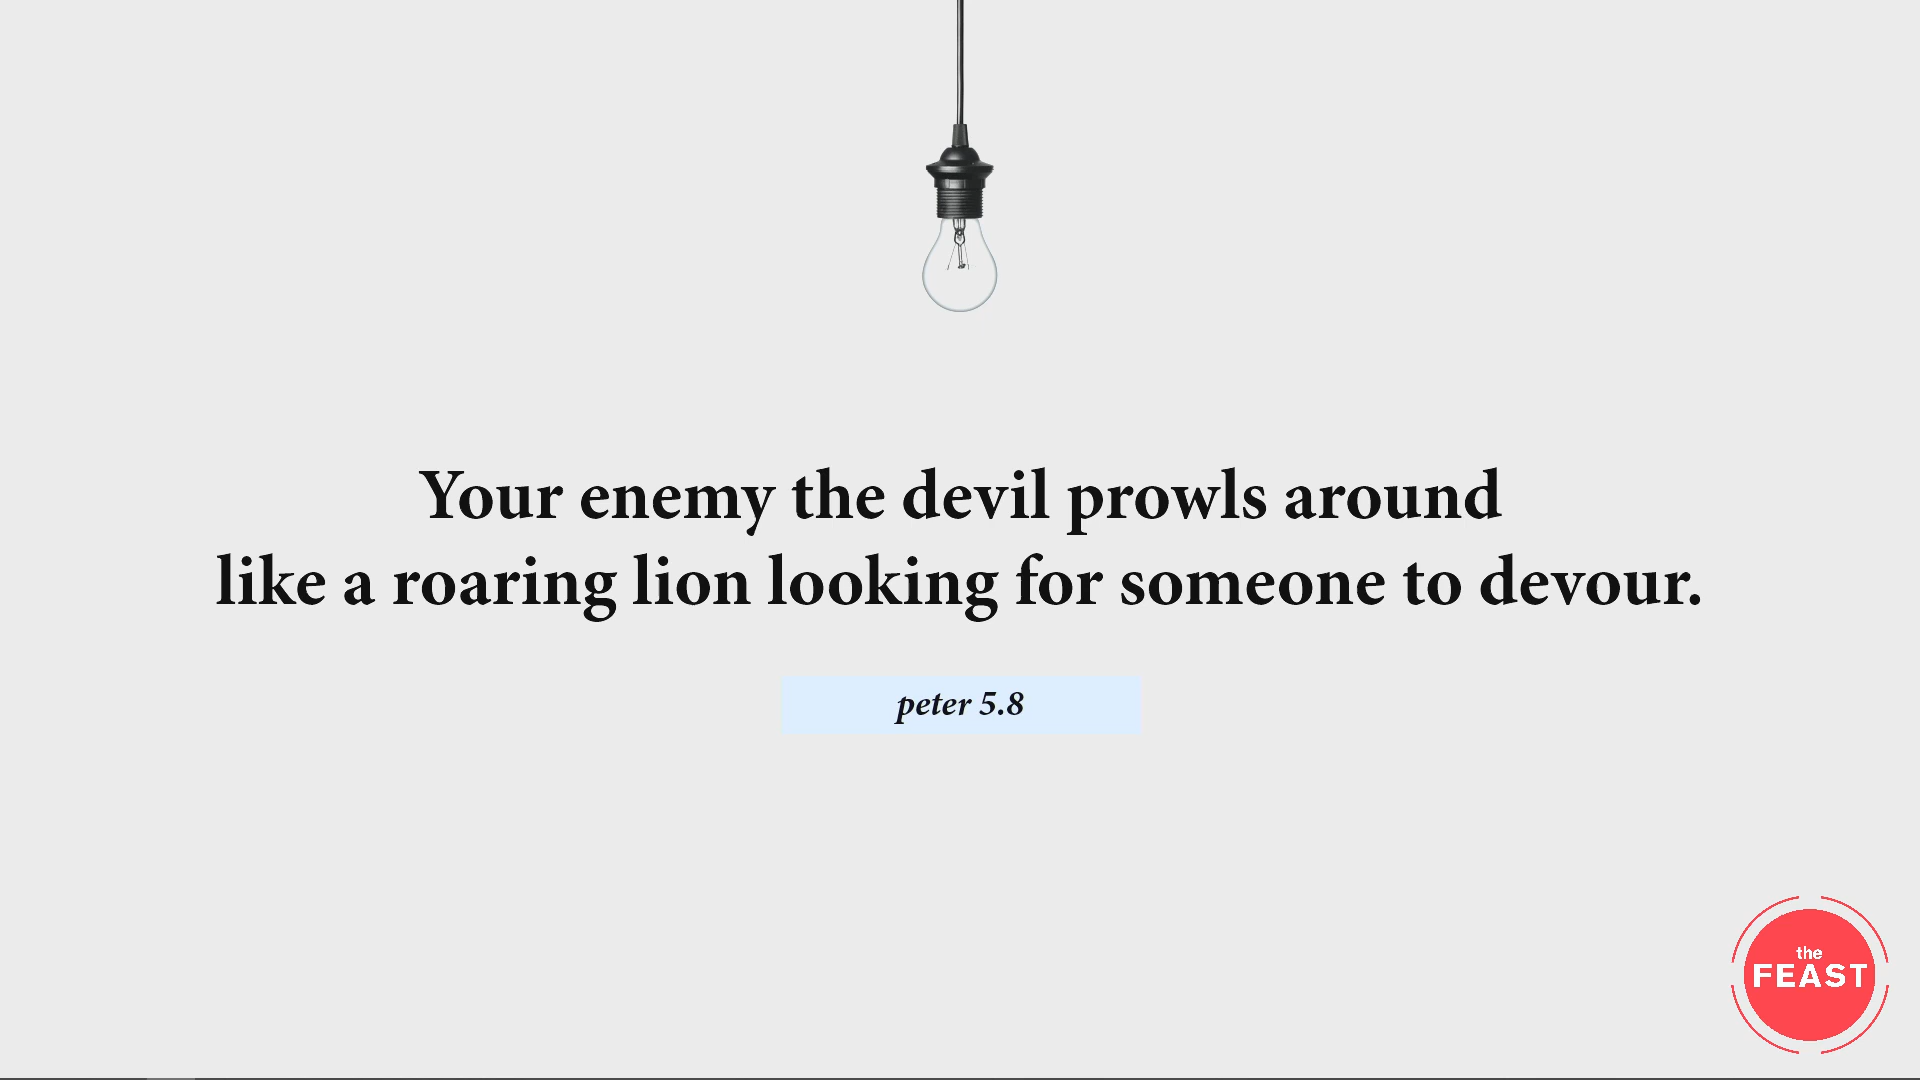 Your enemy the devil prowls around
like a roaring lion looking for someone to devour.
peter 5.8
the
FEAST